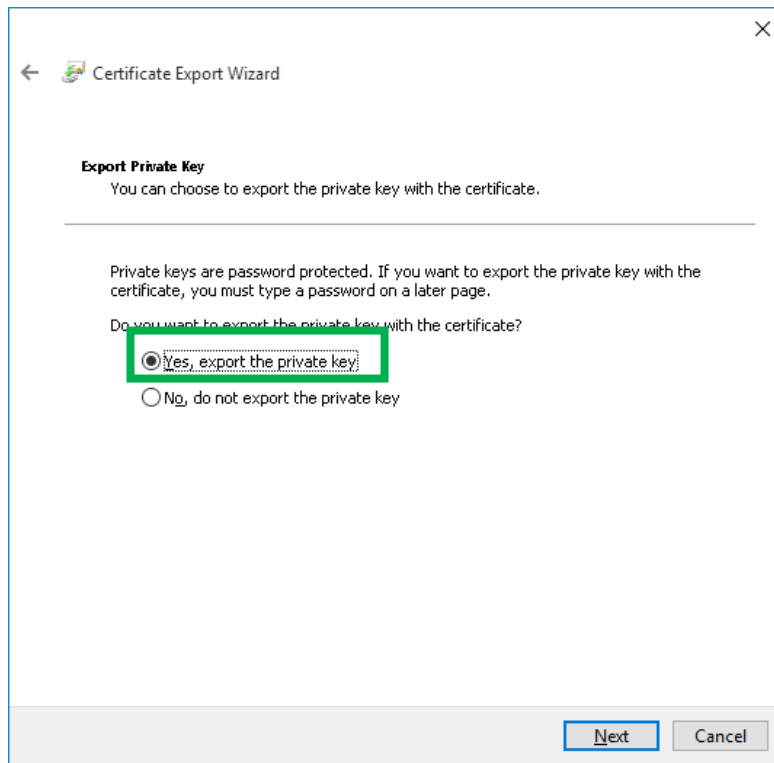 Certificate Export Wizard
Export Private Key
You can choose to export the private key with the certificate.
Private keys are password protected. If you want to export the private key with the
certificate, you must type a password on a later page.
Do you want to export the private key with the certificate?
Yes, export the private key
No, do not export the private key
Next
Cancel